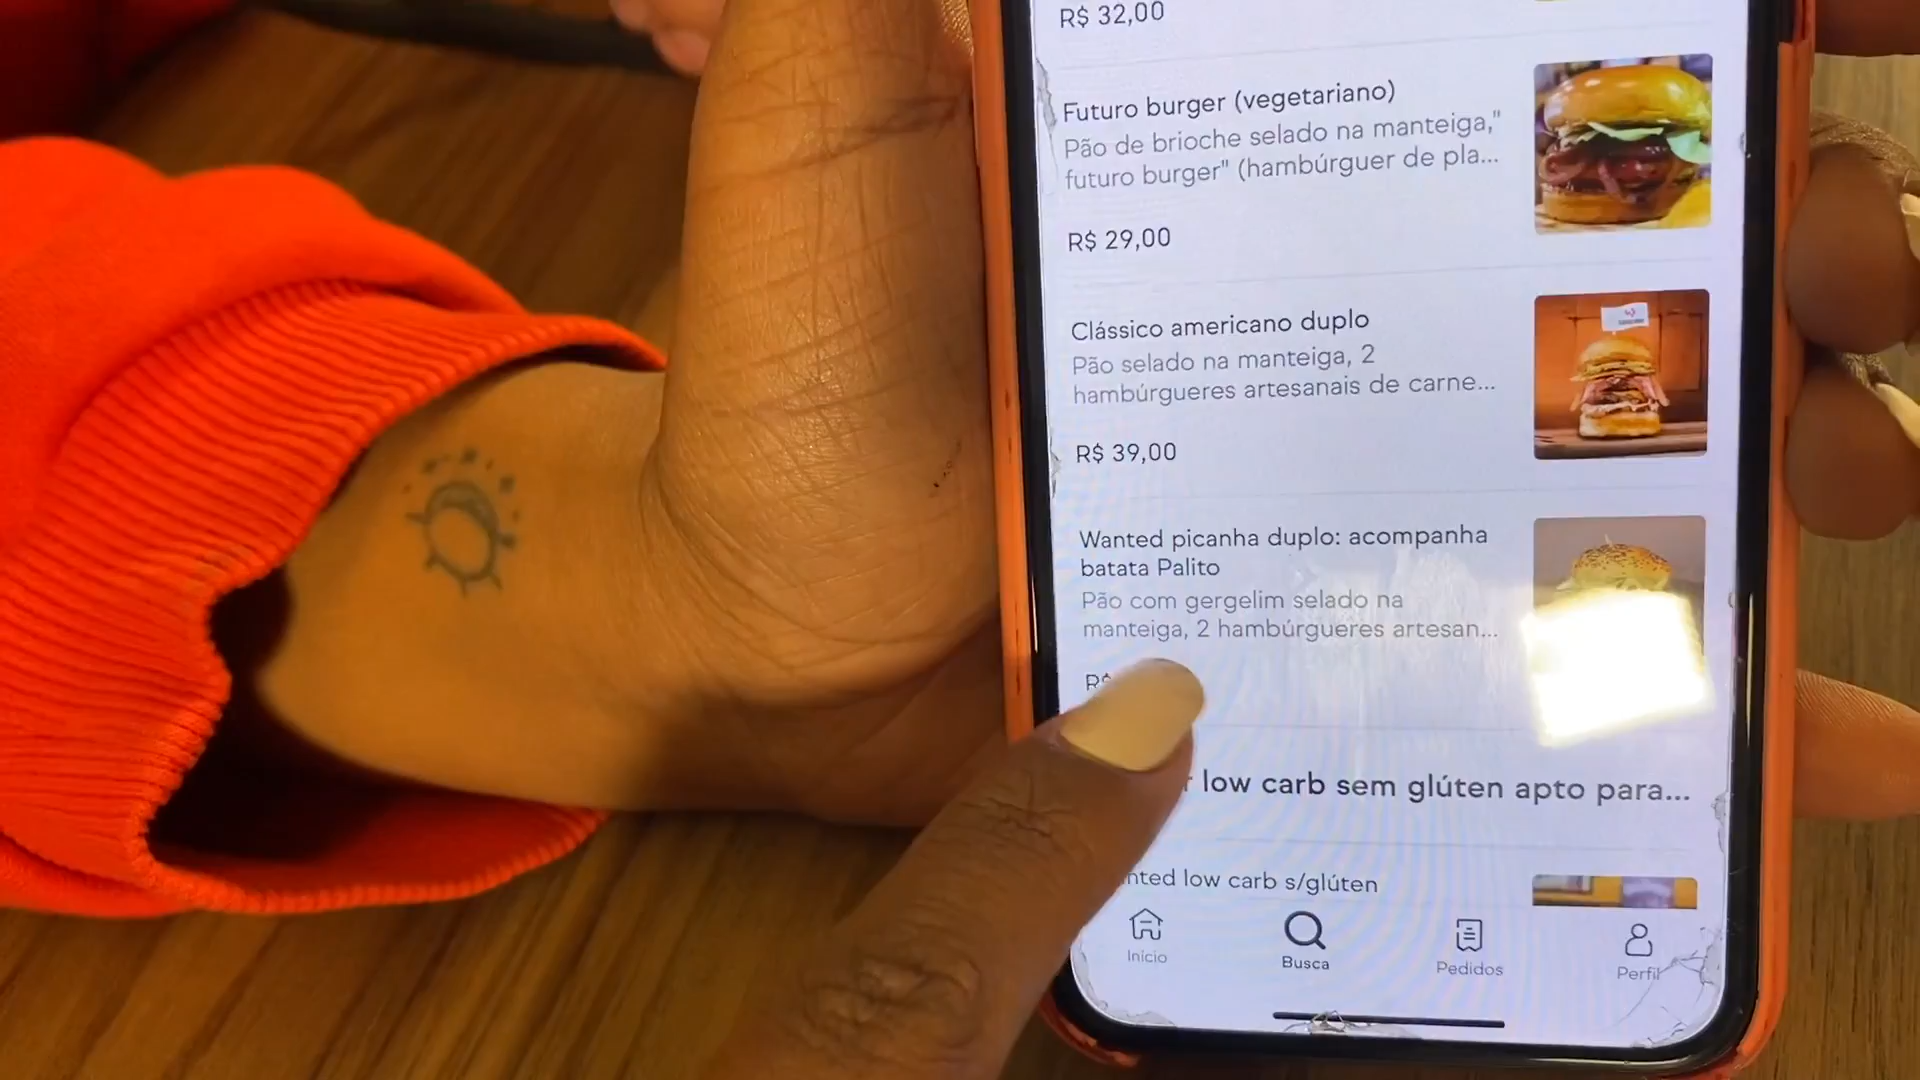 R$ 32,00
Futuro burger (vegetariano)
Pão de brioche selado na manteiga,"
futuro burger" (hambúrguer de pla...
R$ 29,00
Clássico americano duplo
Pão selado na manteiga, 2
hambúrgueres artesanais de carne...
R$ 39,00
Wanted picanha duplo: acompanha
batata Palito
Pão com gergelim selado na
manteiga, 2 hambúrgueres artesan...
R$
low carb sem glúten apto para...
nted low carb s/glúten
Início
Busca
Pedidos
Perfil